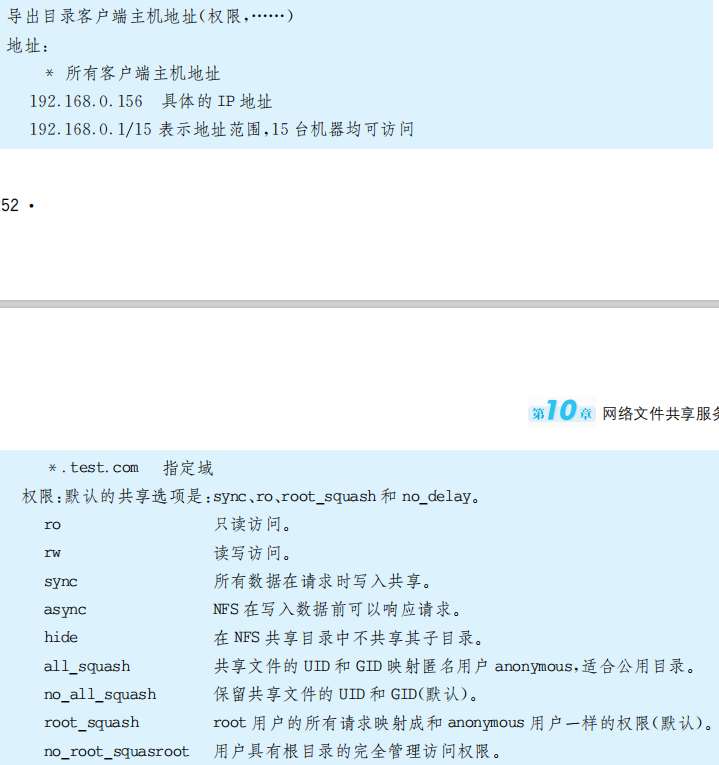 导出目录客户端主机地址(权限,……)
地址:
* 所有客户端主机地址
192.168.0.156 具体的 IP 地址
192.168.0.1/15 表示地址范围,15 台机器均可访问
52 •
第10章 网络文件共享服务
*.test.com 指定域
权限:默认的共享选项是:sync、ro、root_squash 和 no_delay。
ro 只读访问。
rw 读写访问。
sync 所有数据在请求时写入共享。
async NFS 在写入数据前可以响应请求。
hide 在 NFS 共享目录中不共享其子目录。
all_squash 共享文件的 UID 和 GID 映射匿名用户 anonymous,适合公用目录。
no_all_squash 保留共享文件的 UID 和 GID(默认)。
root_squash root 用户的所有请求映射成和 anonymous 用户一样的权限(默认)。
no_root_squasroot 用户具有根目录的完全管理访问权限。